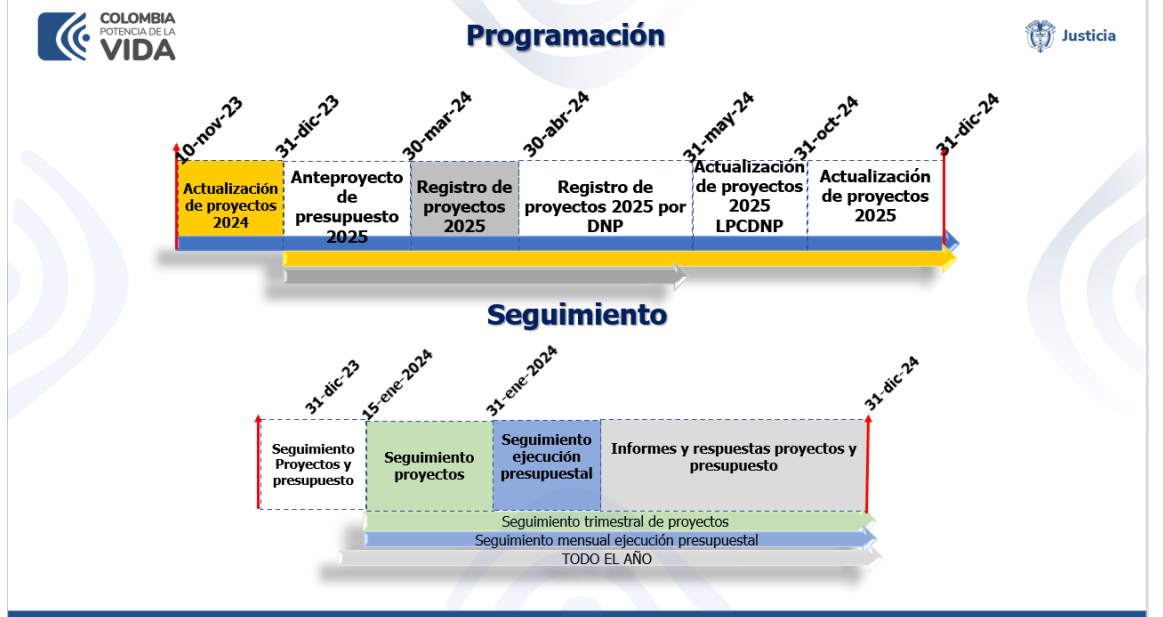 COLOMBIA
POTENCIA DE LA
VIDA
Programación
Justicia
10-nov-23
31-dic-23
30-mar-24
30-abr-24
31-may-24
31-oct-24
31-dic-24
Actualización
de proyectos
2024
Anteproyecto
de
presupuesto
2025
Registro de
proyectos
2025
Registro de
proyectos 2025 por
DNP
Actualización
de proyectos
2025
LPCDNP
Actualización
de proyectos
2025
Seguimiento
31-dic-23
15-ene-2024
31-ene-2024
31-dic-24
Seguimiento
Proyectos y
presupuesto
Seguimiento
proyectos
Seguimiento
ejecución
presupuestal
Informes y respuestas proyectos y
presupuesto
Seguimiento trimestral de proyectos
Seguimiento mensual ejecución presupuestal
TODO EL AÑO